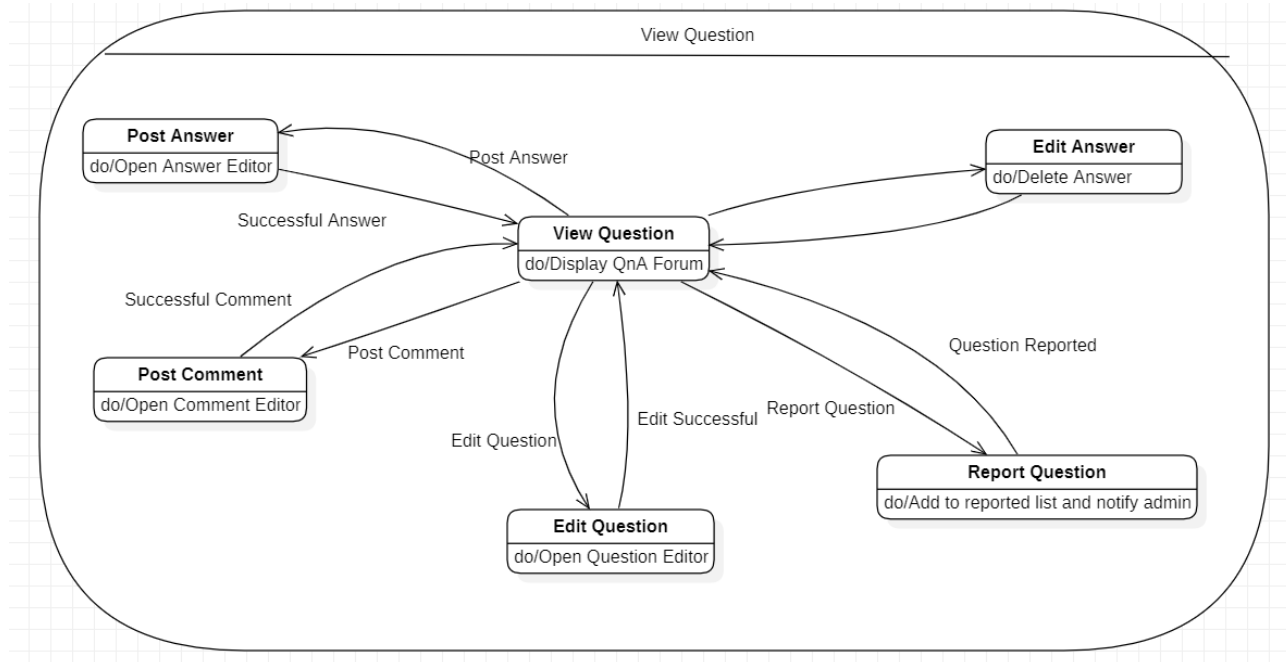 View Question
Post Answer
do/Open Answer Editor
Post Answer
Edit Answer
do/Delete Answer
Successful Answer
View Question
do/Display QnA Forum
Successful Comment
Post Comment
Question Reported
Post Comment
do/Open Comment Editor
Edit Question
Edit Successful
Report Question
Report Question
do/Add to reported list and notify admin
Edit Question
do/Open Question Editor